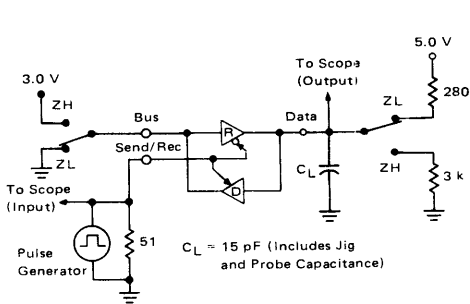 5.0 V
To Scope
(Output)
3.0 V
ZH
ZL
280
Bus
R
Data
Send/Rec
ZL
ZH
To Scope
(Input)
D
CL
3 k
Pulse
Generator
51
CL = 15 pF (Includes Jig
and Probe Capacitance)